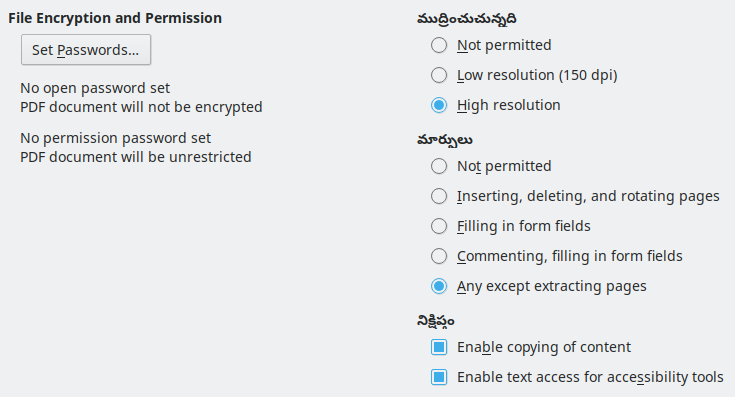 File Encryption and Permission
Set Passwords...
No open password set
PDF document will not be encrypted
No permission password set
PDF document will be unrestricted
ముద్రించుచున్నది
Not permitted
Low resolution (150 dpi)
High resolution
మార్పులు
Not permitted
Inserting, deleting, and rotating pages
Filling in form fields
Commenting, filling in form fields
Any except extracting pages
నిక్షిప్తం
Enable copying of content
Enable text access for accessibility tools